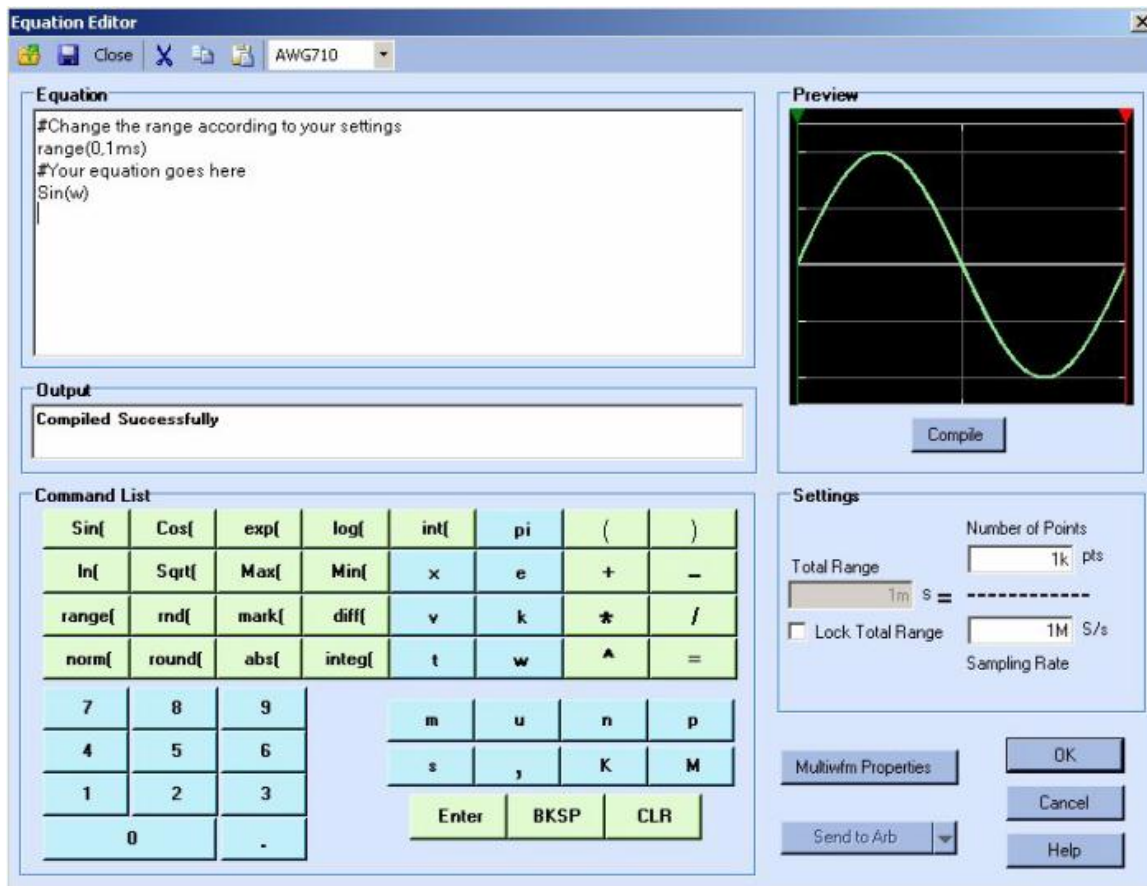 Equation Editor
Close AWG710
Equation
#Change the range according to your settings
range(0,1ms)
#Your equation goes here
Sin(w)
Preview
Output
Compiled Successfully
Compile
Command List
Sin( Cos( exp( log( int( pi ( )
ln( Sqrt( Max( Min( x e + -
range( rnd( mark( diff( v k * /
norm( round( abs( integ( t w ^ =
7 8 9
4 5 6
1 2 3
0 .
m u n p
s , K M
Enter BKSP CLR
Settings
Number of Points
1k pts
Total Range
1m s = ------------
Lock Total Range
1M S/s
Sampling Rate
Multiwfm Properties
Send to Arb
OK
Cancel
Help